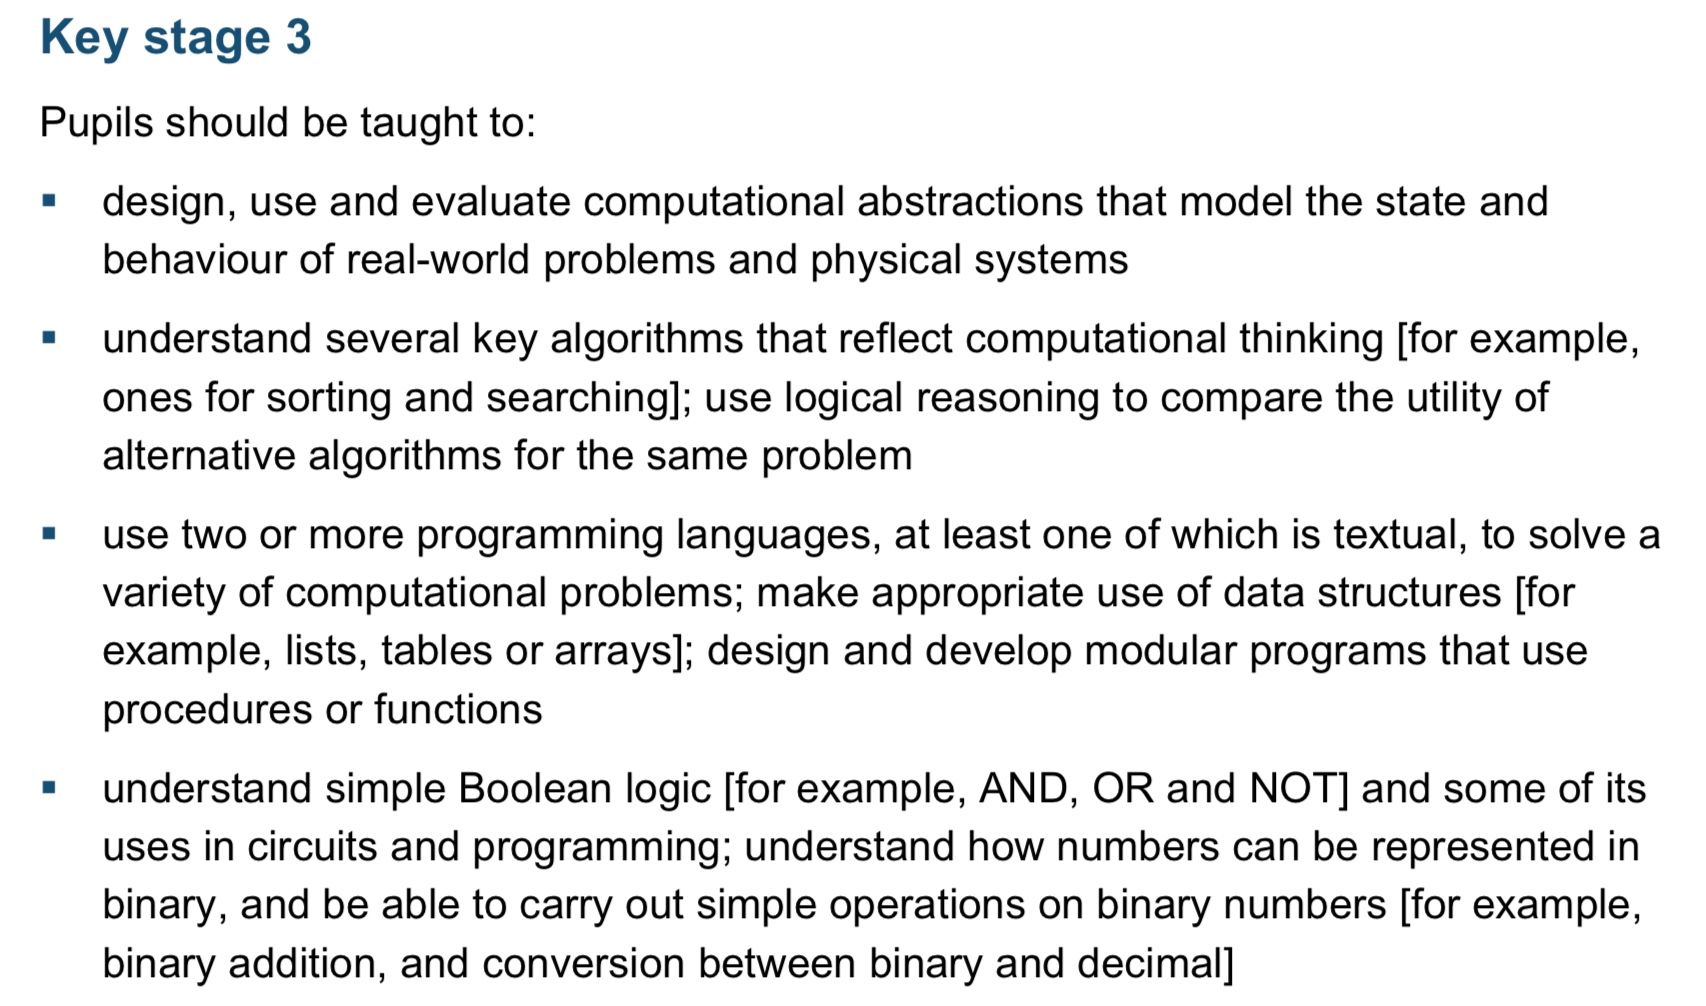 Key stage 3
Pupils should be taught to:
▪ design, use and evaluate computational abstractions that model the state and
behaviour of real-world problems and physical systems
▪ understand several key algorithms that reflect computational thinking [for example,
ones for sorting and searching]; use logical reasoning to compare the utility of
alternative algorithms for the same problem
▪ use two or more programming languages, at least one of which is textual, to solve a
variety of computational problems; make appropriate use of data structures [for
example, lists, tables or arrays]; design and develop modular programs that use
procedures or functions
▪ understand simple Boolean logic [for example, AND, OR and NOT] and some of its
uses in circuits and programming; understand how numbers can be represented in
binary, and be able to carry out simple operations on binary numbers [for example,
binary addition, and conversion between binary and decimal]